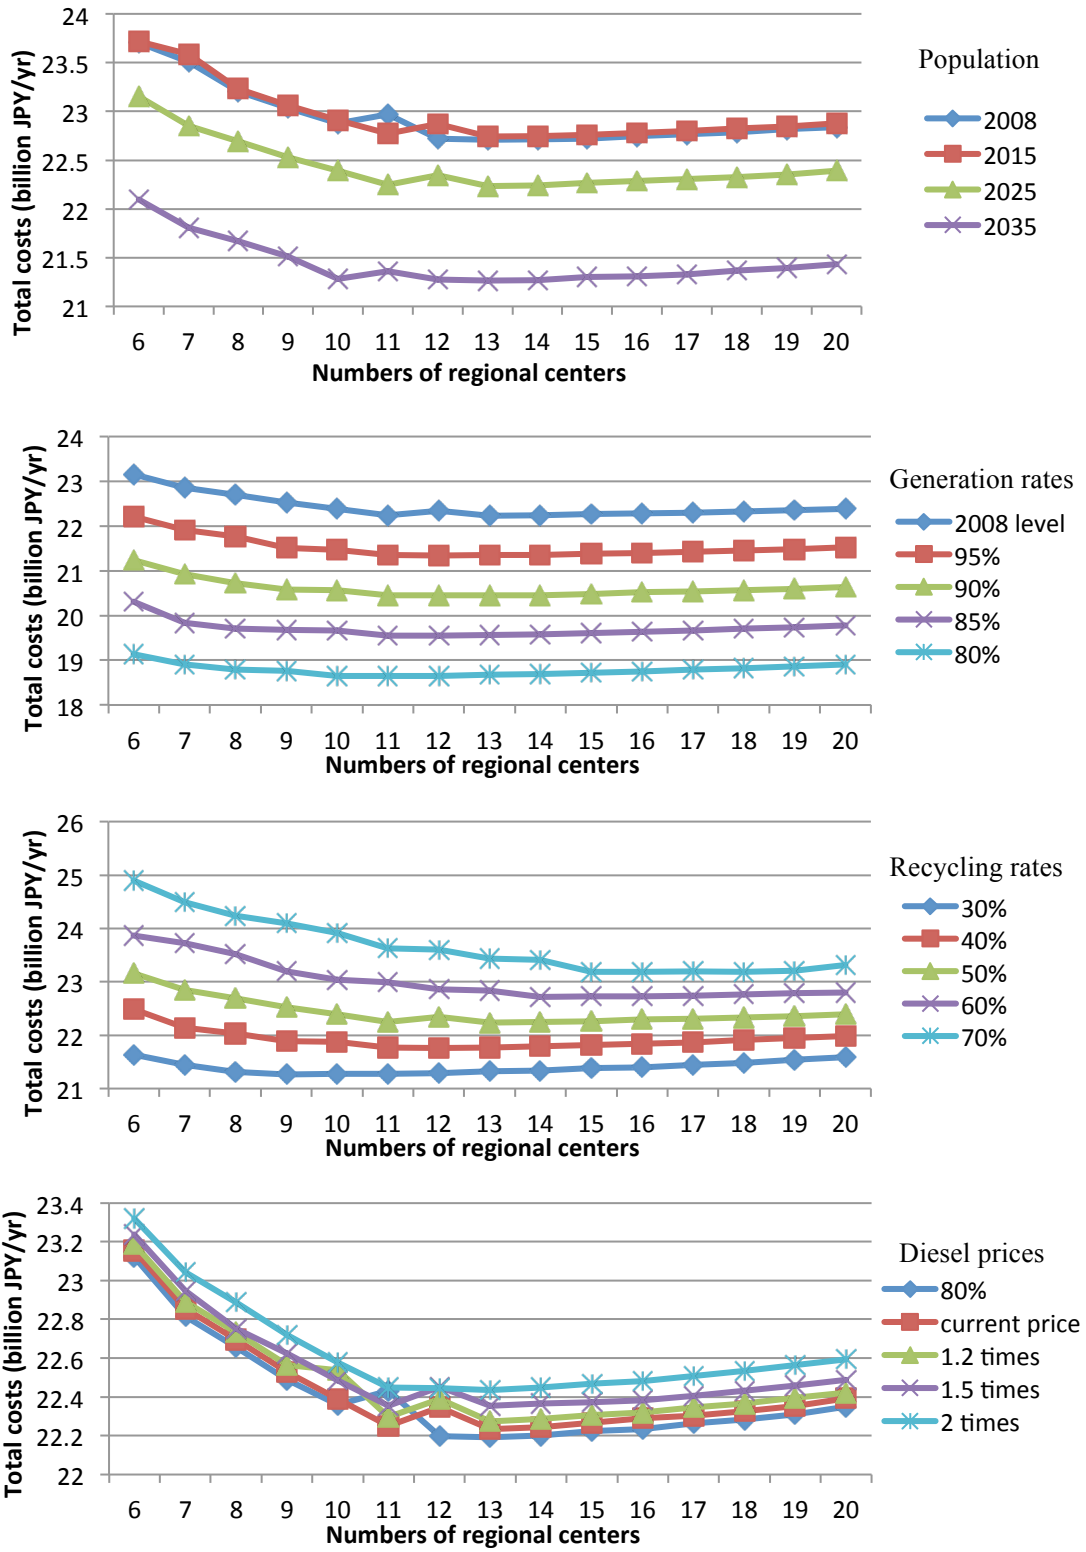 Total costs (billion JPY/yr)
24
23.5
23
22.5
22
21.5
21
6 7 8 9 10 11 12 13 14 15 16 17 18 19 20
Numbers of regional centers
Population
2008
2015
2025
2035
Total costs (billion JPY/yr)
24
23
22
21
20
19
18
6 7 8 9 10 11 12 13 14 15 16 17 18 19 20
Numbers of regional centers
Generation rates
2008 level
95%
90%
85%
80%
Total costs (billion JPY/yr)
26
25
24
23
22
21
6 7 8 9 10 11 12 13 14 15 16 17 18 19 20
Numbers of regional centers
Recycling rates
30%
40%
50%
60%
70%
Total costs (billion JPY/yr)
23.4
23.2
23
22.8
22.6
22.4
22.2
22
6 7 8 9 10 11 12 13 14 15 16 17 18 19 20
Numbers of regional centers
Diesel prices
80%
current price
1.2 times
1.5 times
2 times